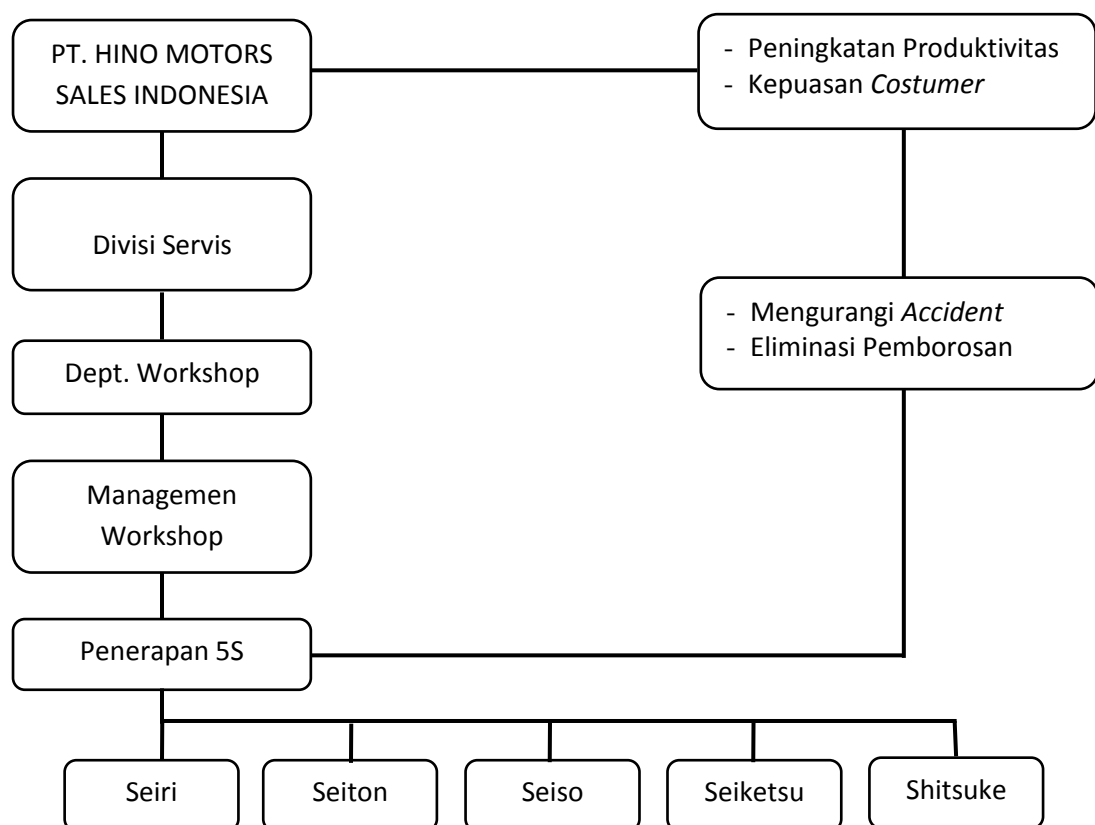 PT. HINO MOTORS
SALES INDONESIA
- Peningkatan Produktivitas
- Kepuasan Costumer
Divisi Servis
- Mengurangi Accident
- Eliminasi Pemborosan
Dept. Workshop
Managemen
Workshop
Penerapan 5S
Seiri
Seiton
Seiso
Seiketsu
Shitsuke